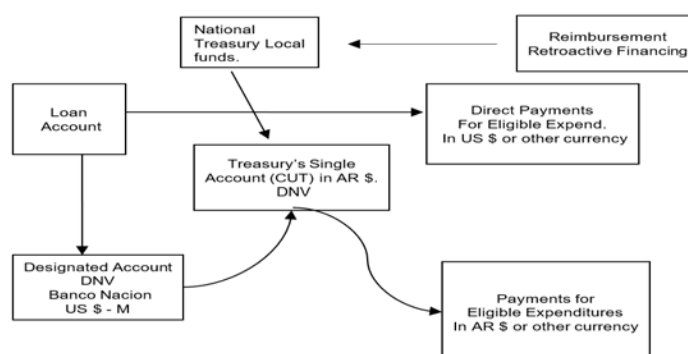 National
Treasury Local
funds.
Reimbursement
Retroactive Financing
Loan
Account
Direct Payments
For Eligible Expend.
In US $ or other currency
Treasury's Single
Account (CUT) in AR $.
DNV
Designated Account
DNV
Banco Nacion
US $ - M
Payments for
Eligible Expenditures
In AR $ or other currency